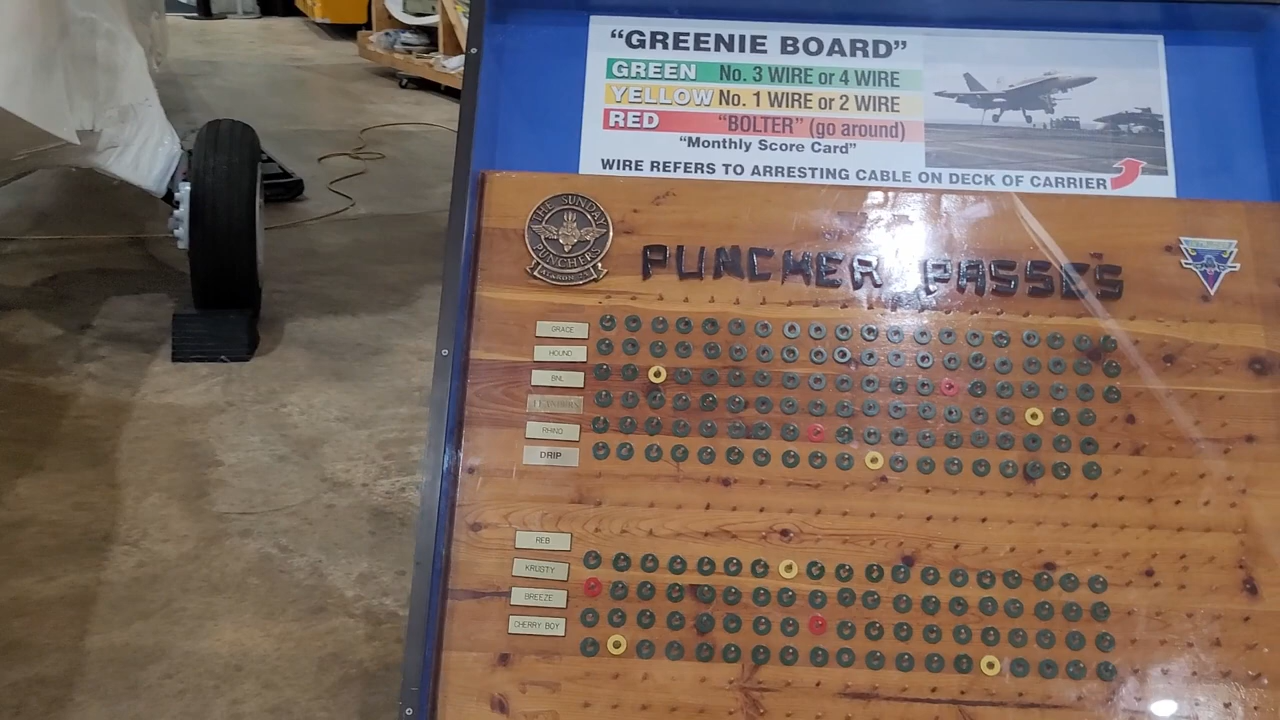 "GREENIE BOARD"
GREEN No. 3 WIRE or 4 WIRE
YELLOW No. 1 WIRE or 2 WIRE
RED "BOLTER" (go around)
"Monthly Score Card"
WIRE REFERS TO ARRESTING CABLE ON DECK OF CARRIER
THE SUNDAY
PUNCHERS
PUNCHER PASSES
GRACE
HOUND
BNL
RHINO
DRIP
REB
KRUSTY
BREEZE
CHERRY BOY